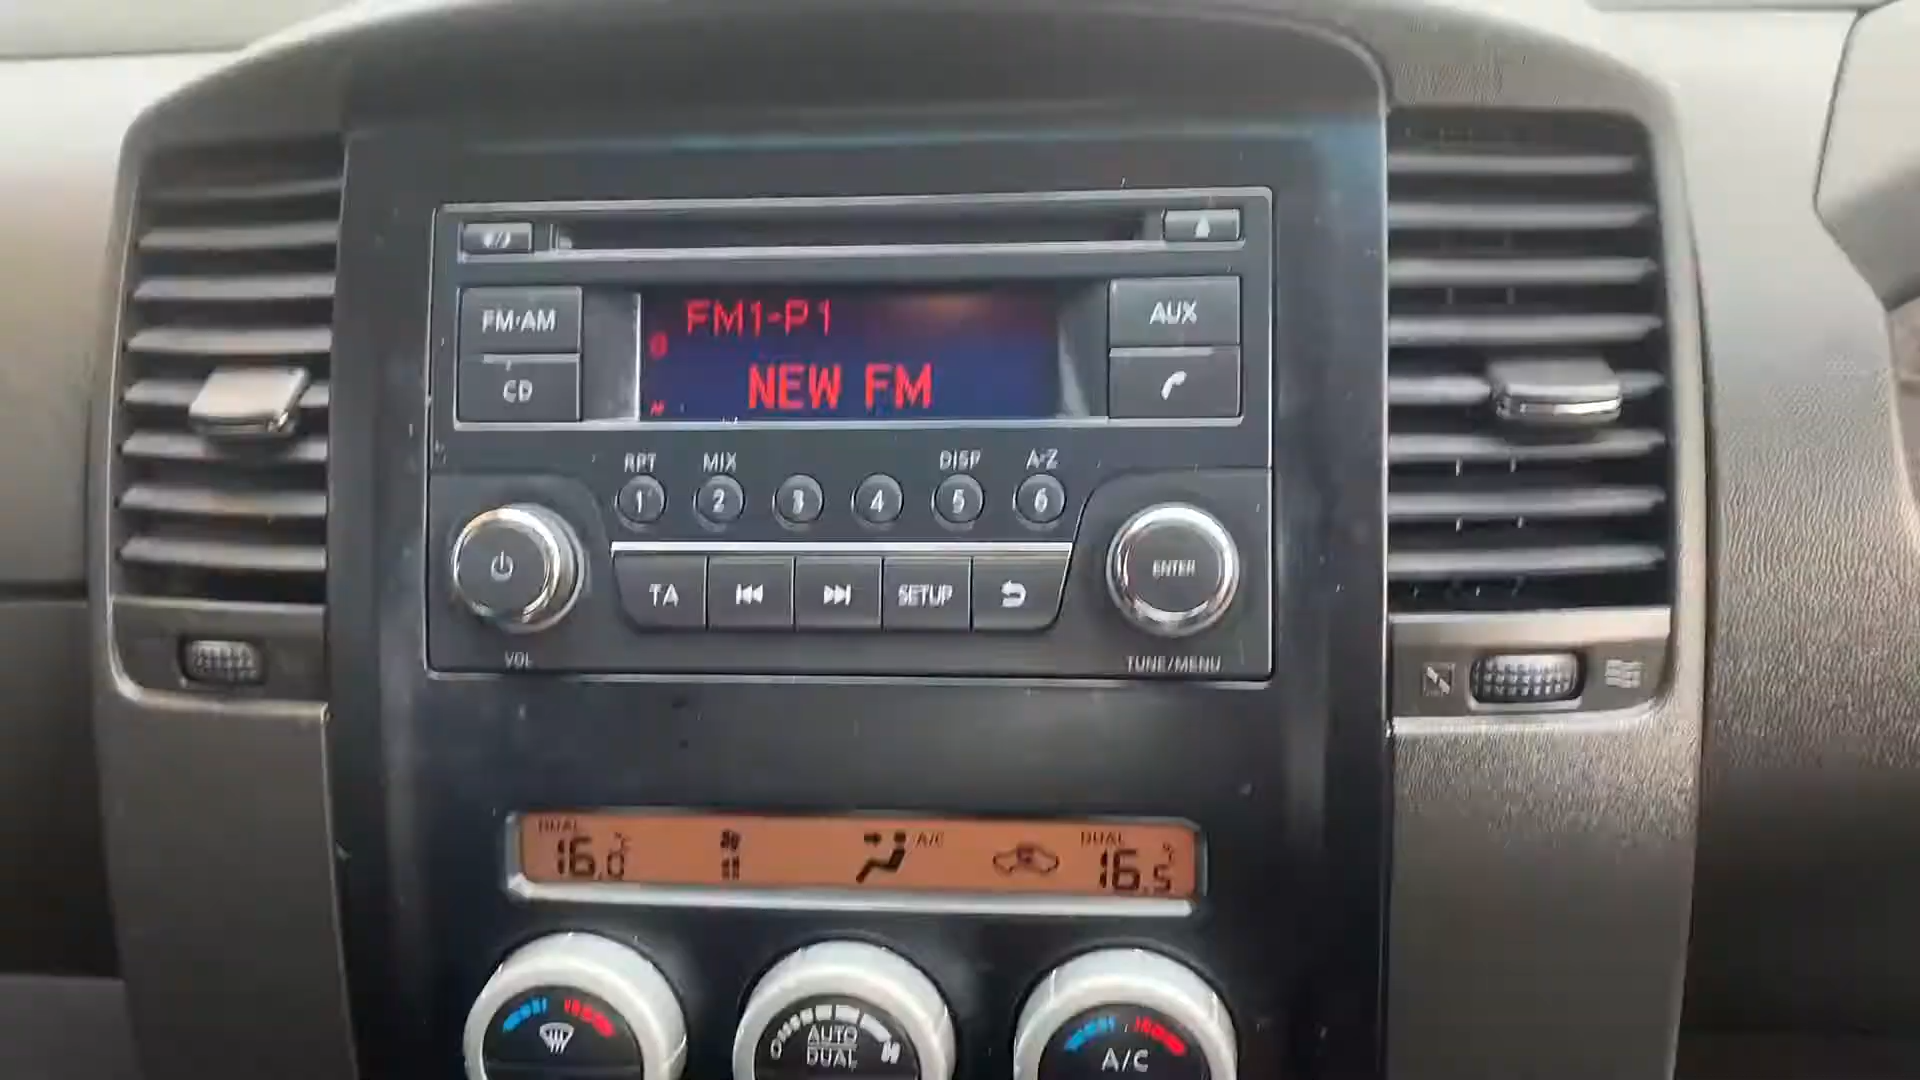 FM1-P1
FM·AM
AUX
CD
NEW FM
RPT
MIX
DISP
A-Z
1
2
3
4
5
6
ENTER
TA
SETUP
VOL
TUNE/MENU
DUAL
A/C
DUAL
16.0
16.5
AUTO
DUAL
A/C